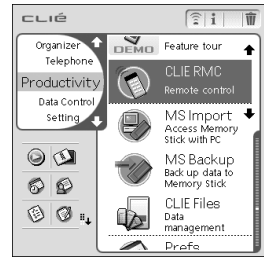 CLIÉ
i
Organizer
Telephone
Productivity
Data Control
Setting
DEMO
Feature tour
CLIE RMC
Remote control
MS Import
Access Memory
Stick with PC
MS Backup
Back up data to
Memory Stick
CLIE Files
Data
management
Prefs